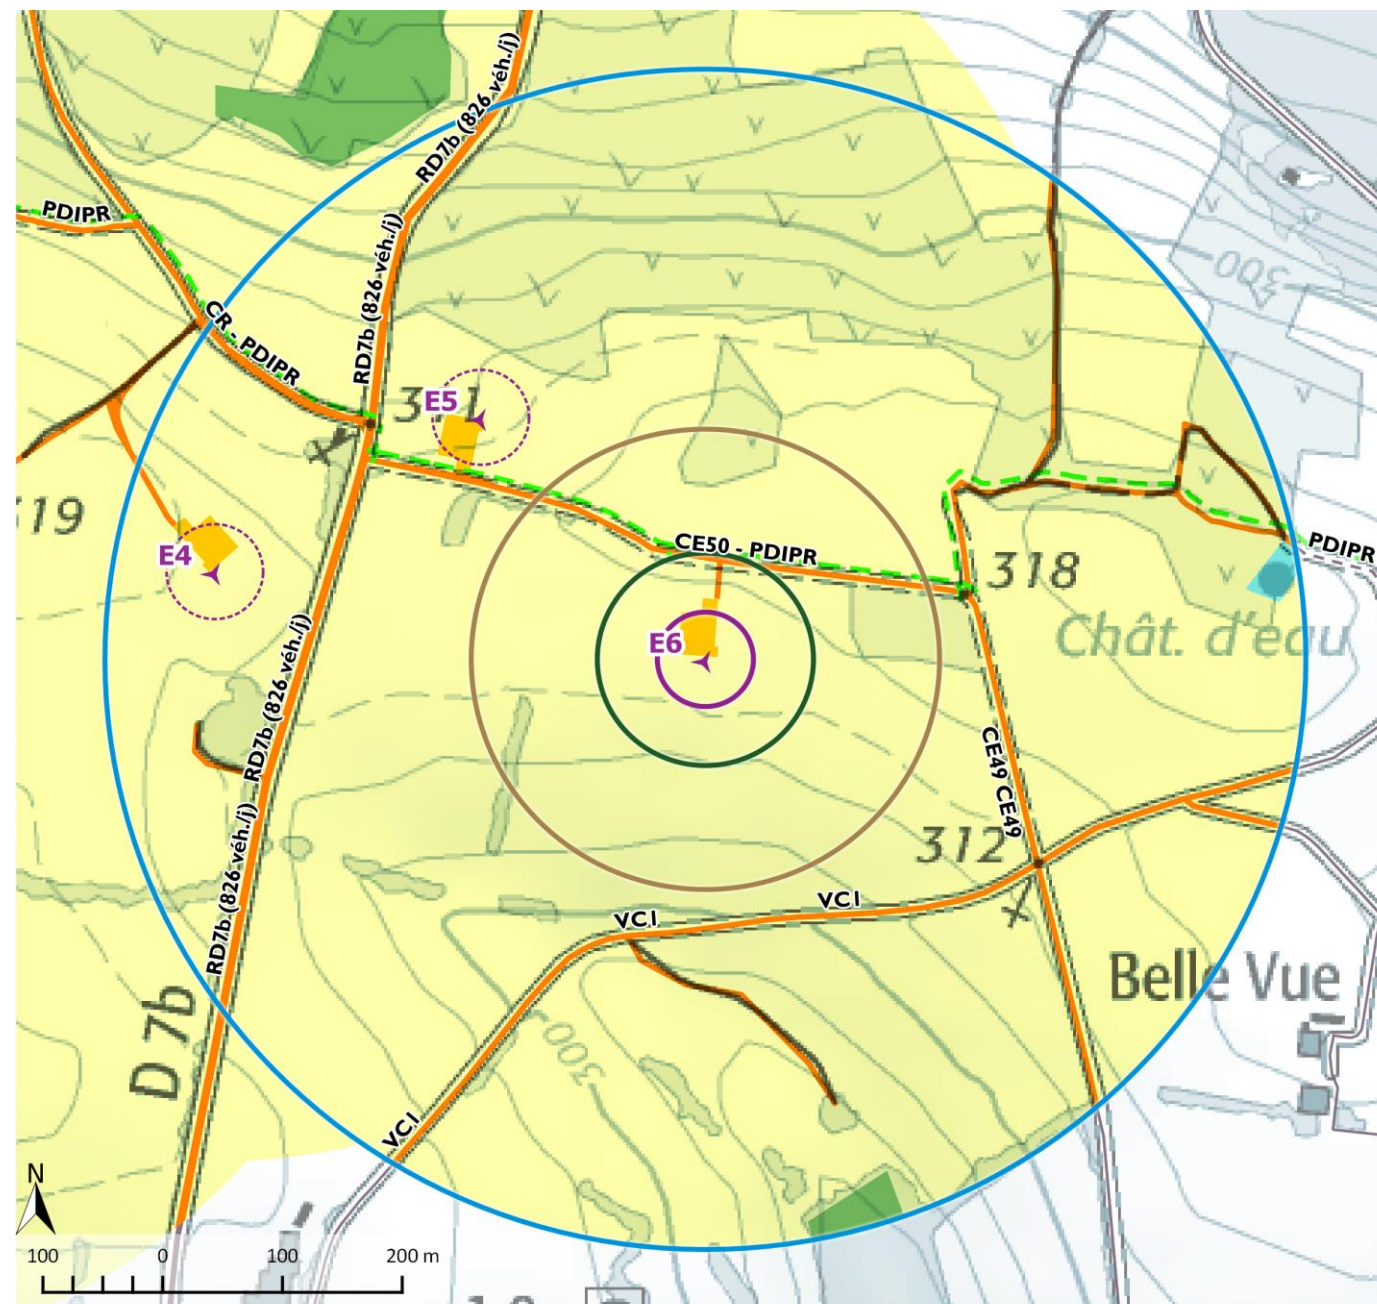 RD7b (826 véh./j)
PDIPR
RD7b (826 véh./j)
300
CR - PDIPR
E5
319
CE50 - PDIPR
PDIPR
E4
318
Chât. d'eau
E6
RD7b (826 véh./j)
CE49 CE49
312
RD7b (826 véh./j)
VC1
VC1
Belle Vue
D 7b
300
VC1
N
100 0 100 200 m